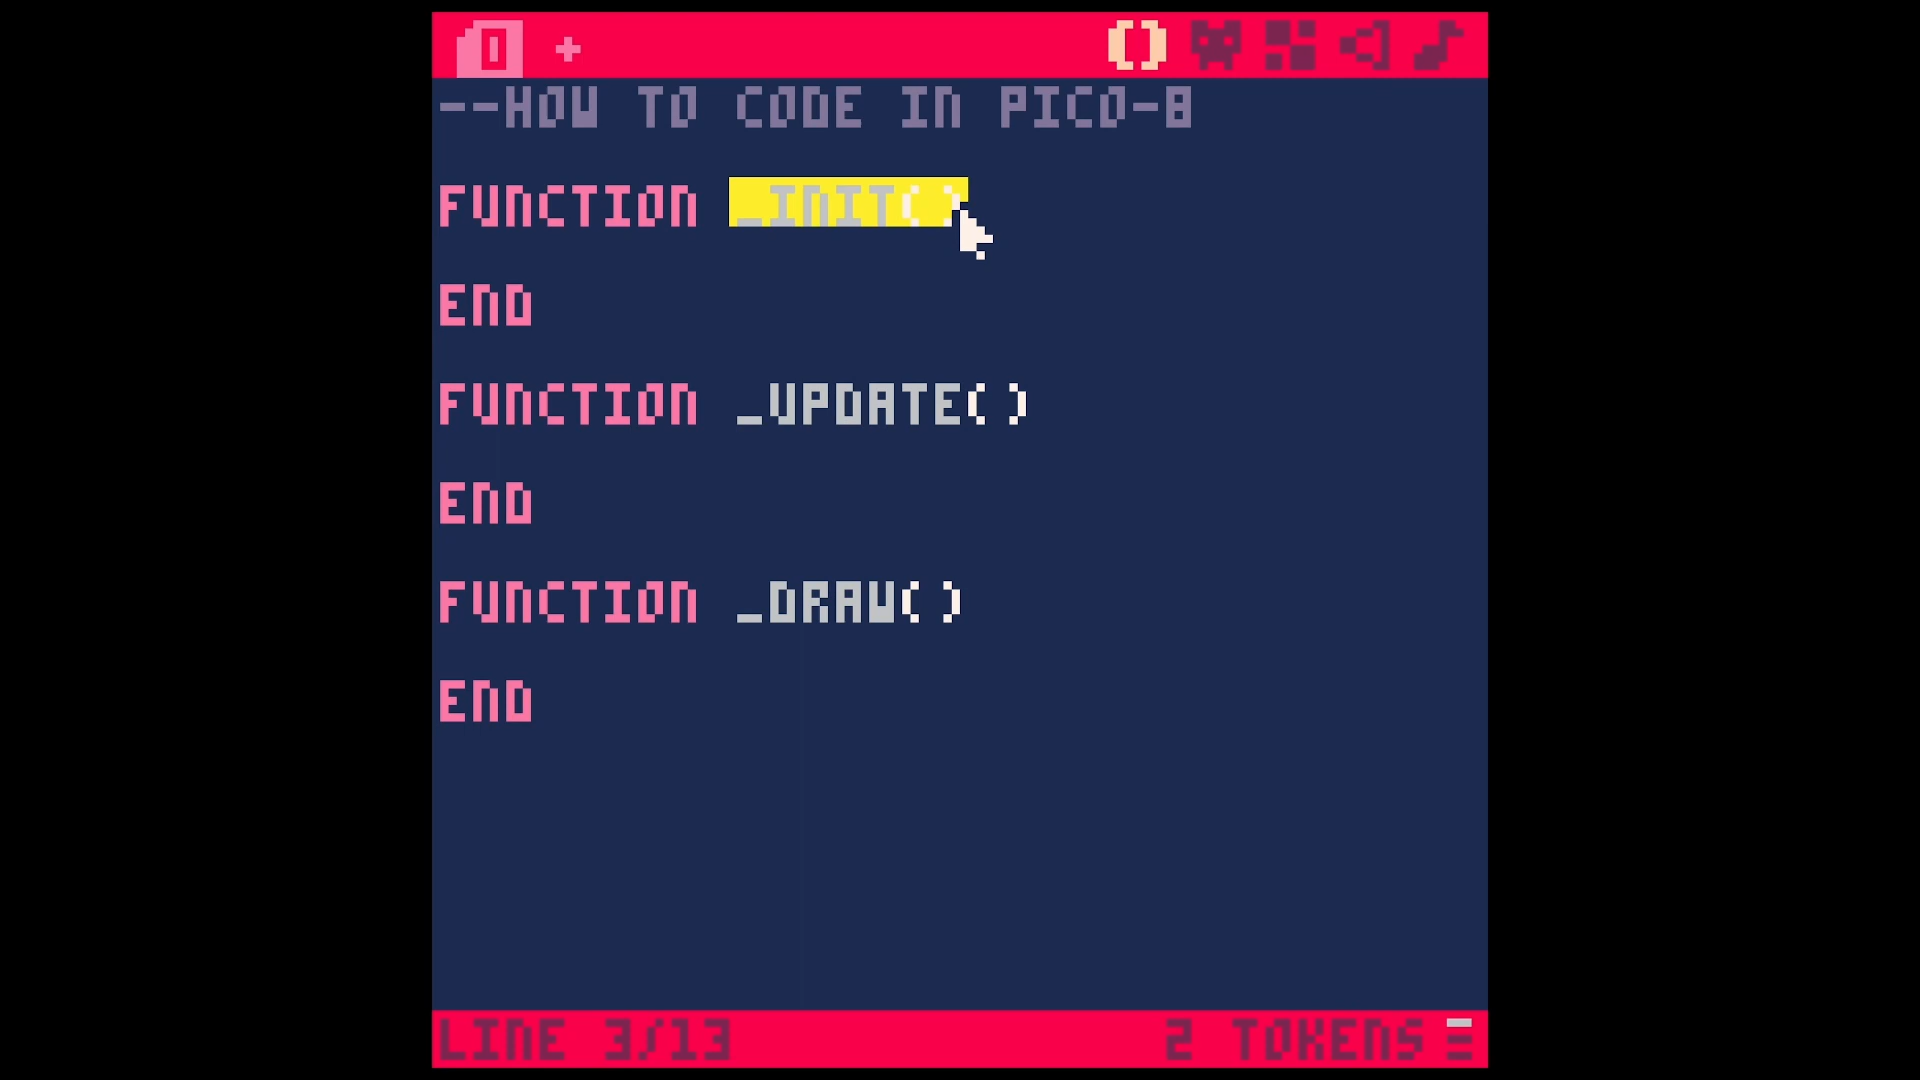 0 +
--HOW TO CODE IN PICO-8
FUNCTION _INIT()
END
FUNCTION _UPDATE()
END
FUNCTION _DRAW()
END
LINE 3/13 2 TOKENS